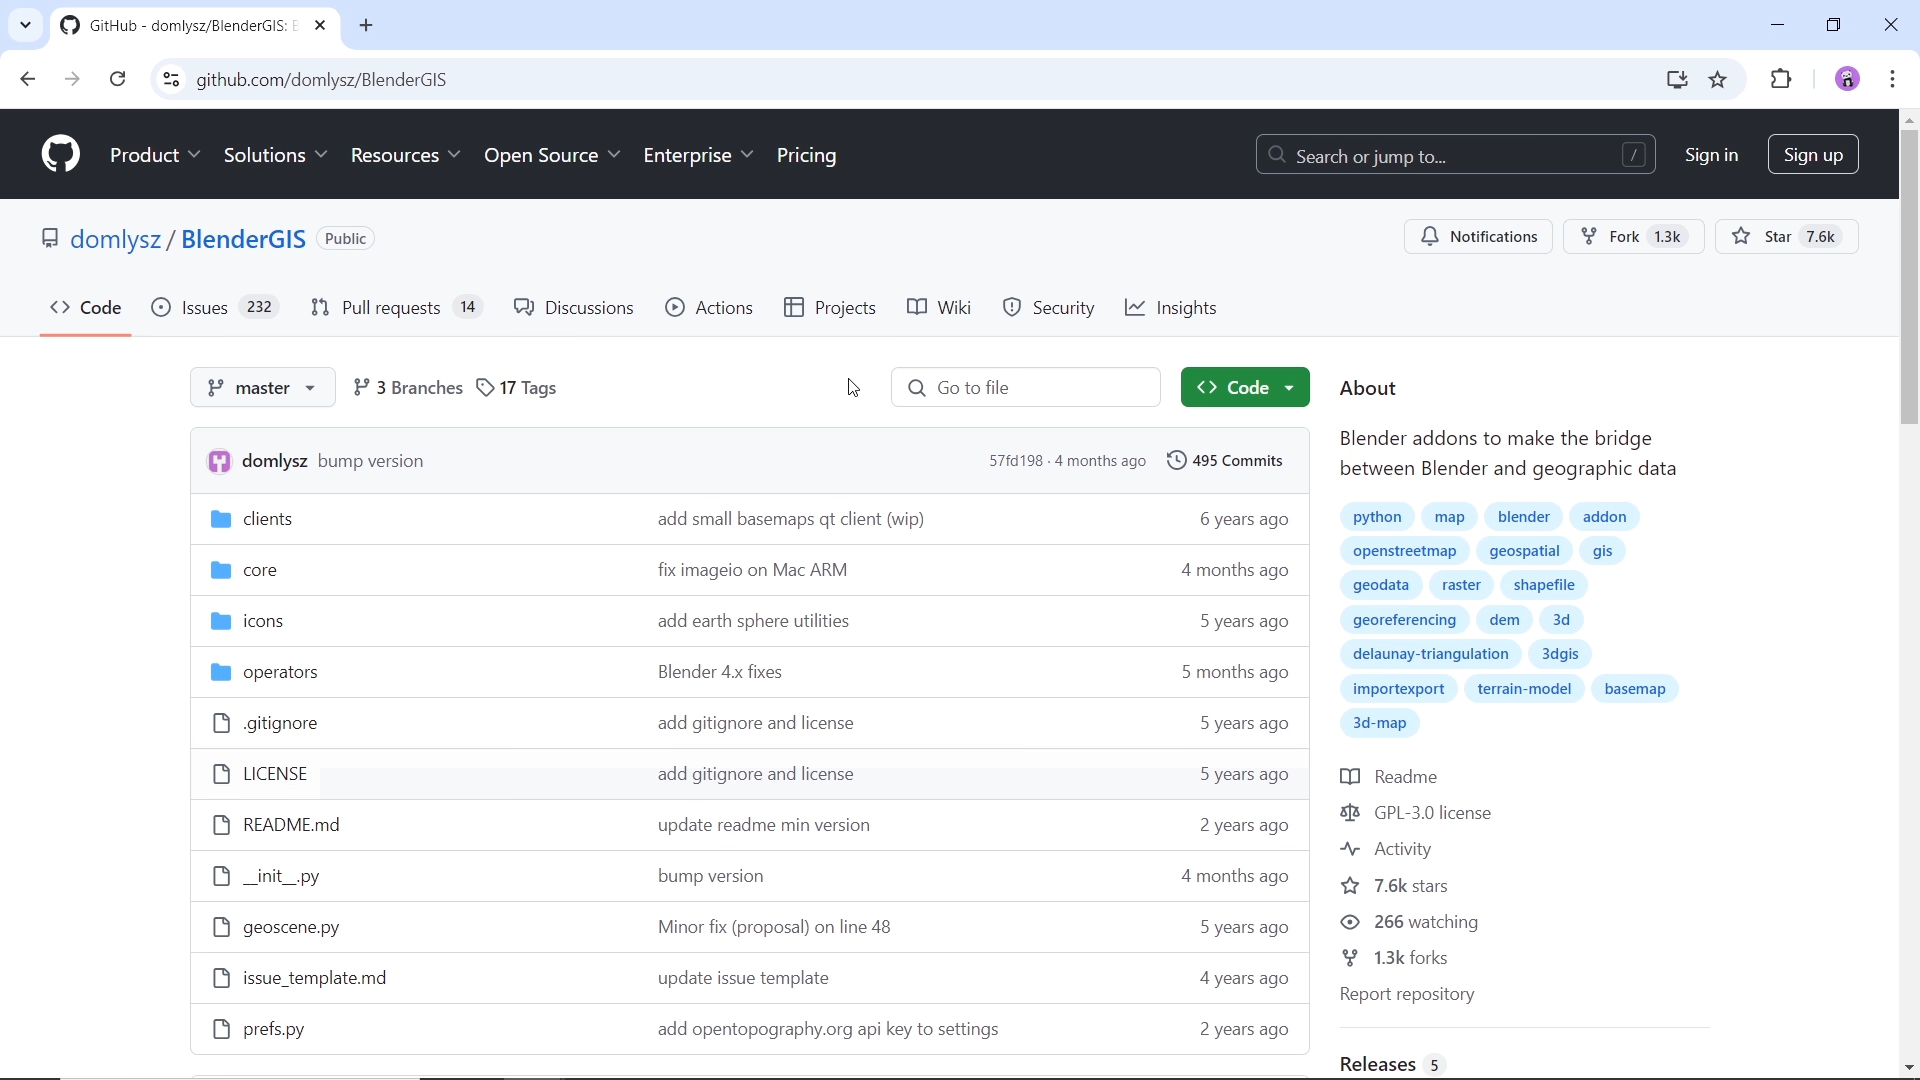 GitHub - domlysz/BlenderGIS: B
github.com/domlysz/BlenderGIS
Product Solutions Resources Open Source Enterprise Pricing Search or jump to... / Sign in Sign up
domlysz / BlenderGIS Public Notifications Fork 1.3k Star 7.6k
Code Issues 232 Pull requests 14 Discussions Actions Projects Wiki Security Insights
master 3 Branches 17 Tags Go to file Code
domlysz bump version 57fd198 · 4 months ago 495 Commits
clients add small basemaps qt client (wip) 6 years ago
core fix imageio on Mac ARM 4 months ago
icons add earth sphere utilities 5 years ago
operators Blender 4.x fixes 5 months ago
.gitignore add gitignore and license 5 years ago
LICENSE add gitignore and license 5 years ago
README.md update readme min version 2 years ago
__init__.py bump version 4 months ago
geoscene.py Minor fix (proposal) on line 48 5 years ago
issue_template.md update issue template 4 years ago
prefs.py add opentopography.org api key to settings 2 years ago
About
Blender addons to make the bridge
between Blender and geographic data
python map blender addon
openstreetmap geospatial gis
geodata raster shapefile
georeferencing dem 3d
delaunay-triangulation 3dgis
importexport terrain-model basemap
3d-map
Readme
GPL-3.0 license
Activity
7.6k stars
266 watching
1.3k forks
Report repository
Releases 5